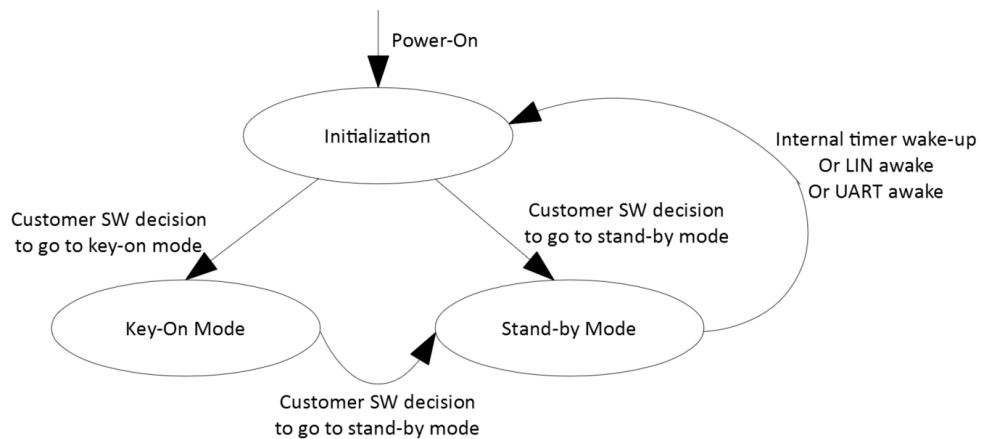 Power-On
Initialization
Internal timer wake-up
Or LIN awake
Or UART awake
Customer SW decision
to go to key-on mode
Customer SW decision
to go to stand-by mode
Key-On Mode
Stand-by Mode
Customer SW decision
to go to stand-by mode